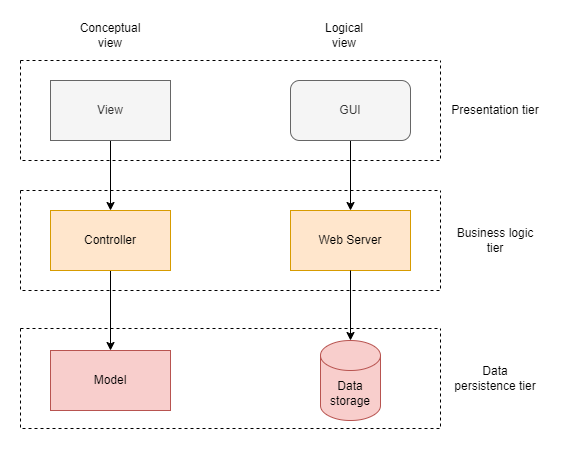 Conceptual
view
Logical
view
View
GUI
Presentation tier
Controller
Web Server
Business logic
tier
Model
Data
storage
Data
persistence tier